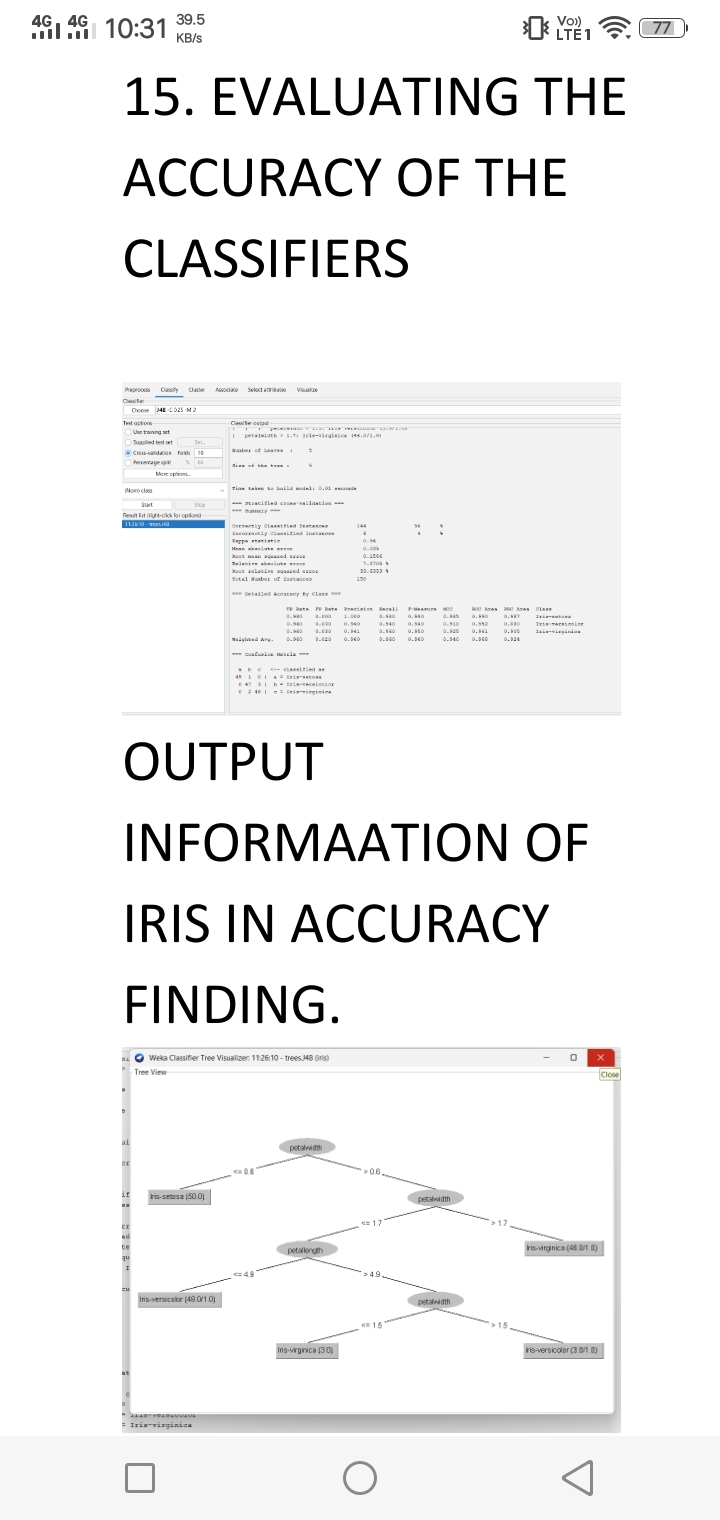 4G 4G 10:31 39.5 KB/s Vo)) LTE1 77
15. EVALUATING THE
ACCURACY OF THE
CLASSIFIERS
Preprocess Classify Cluster Associate Select attributes Visualize
Classifier
Choose J48 -C 0.25 -M 2
Test options
Use training set
Supplied test set Set...
Cross-validation Folds 10
Percentage split % 66
More options...
(Nom) class
Start Stop
Result list (right-click for options)
11:26:10 - trees.J48
Classifier output
petalwidth > 1.7: Iris-virginica (46.0/1.0)
Number of Leaves : 5
Size of the tree :
Time taken to build model: 0.01 seconds
=== Stratified cross-validation ===
=== Summary ===
Correctly Classified Instances 144 96 %
Incorrectly Classified Instances 6 4 %
Kappa statistic 0.94
Mean absolute error 0.035
Root mean squared error 0.1586
Relative absolute error 7.8705 %
Root relative squared error 33.6353 %
Total Number of Instances 150
=== Detailed Accuracy By Class ===
TP Rate FP Rate Precision Recall F-Measure MCC ROC Area PRC Area Class
0.980 0.000 1.000 0.980 0.990 0.985 0.990 0.987 Iris-setosa
0.940 0.030 0.940 0.940 0.940 0.910 0.952 0.880 Iris-versicolor
0.960 0.030 0.941 0.960 0.950 0.925 0.961 0.905 Iris-virginica
Weighted Avg. 0.960 0.020 0.960 0.960 0.960 0.940 0.968 0.924
=== Confusion Matrix ===
a b c <-- classified as
49 1 0 | a = Iris-setosa
0 47 3 | b = Iris-versicolor
0 2 48 | c = Iris-virginica
OUTPUT
INFORMAATION OF
IRIS IN ACCURACY
FINDING.
Weka Classifier Tree Visualizer: 11:26:10 - trees.J48 (iris)
Close
Tree View
petalwidth
<= 0.6 > 0.6
Iris-setosa (50.0) petalwidth
<= 1.7 > 1.7
petallength Iris-virginica (46.0/1.0)
<= 4.9 > 4.9
Iris-versicolor (48.0/1.0) petalwidth
<= 1.5 > 1.5
Iris-virginica (3.0) Iris-versicolor (3.0/1.0)
= Iris-versicolor
= Iris-virginica